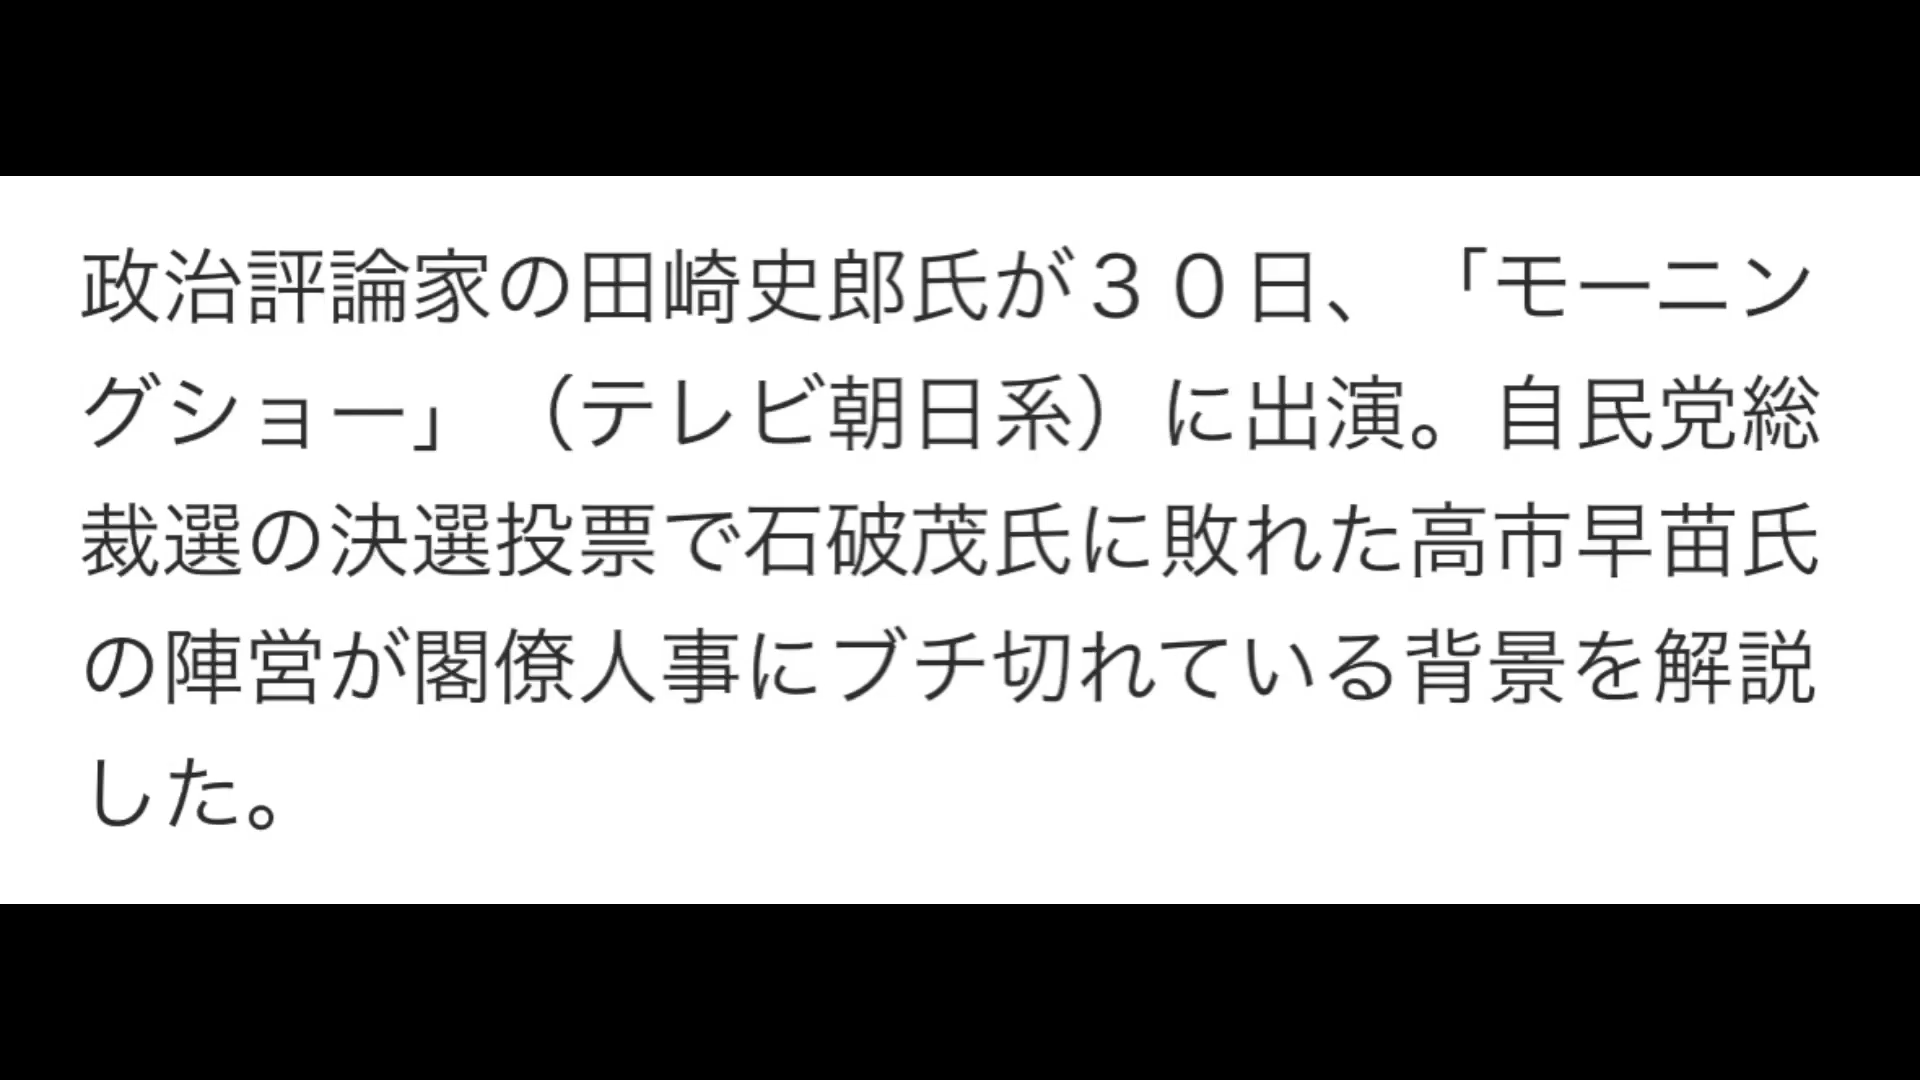 政治評論家の田崎史郎氏が３０日、「モーニン
グショー」（テレビ朝日系）に出演。自民党総
裁選の決選投票で石破茂氏に敗れた高市早苗氏
の陣営が閣僚人事にブチ切れている背景を解説
した。